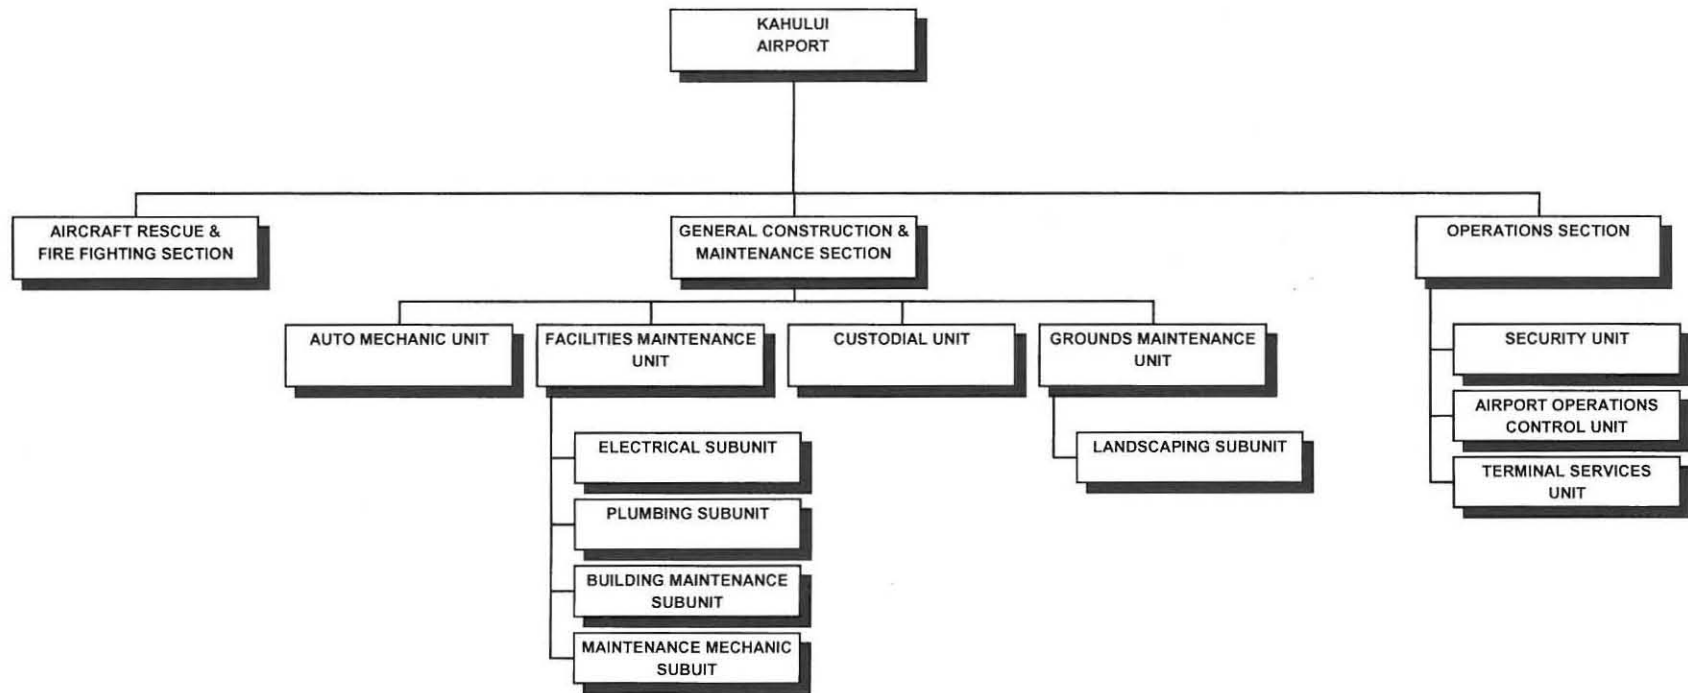 KAHULUI
AIRPORT
AIRCRAFT RESCUE &
FIRE FIGHTING SECTION
GENERAL CONSTRUCTION &
MAINTENANCE SECTION
OPERATIONS SECTION
AUTO MECHANIC UNIT
FACILITIES MAINTENANCE
UNIT
CUSTODIAL UNIT
GROUNDS MAINTENANCE
UNIT
ELECTRICAL SUBUNIT
PLUMBING SUBUNIT
BUILDING MAINTENANCE
SUBUNIT
MAINTENANCE MECHANIC
SUBUIT
LANDSCAPING SUBUNIT
SECURITY UNIT
AIRPORT OPERATIONS
CONTROL UNIT
TERMINAL SERVICES
UNIT